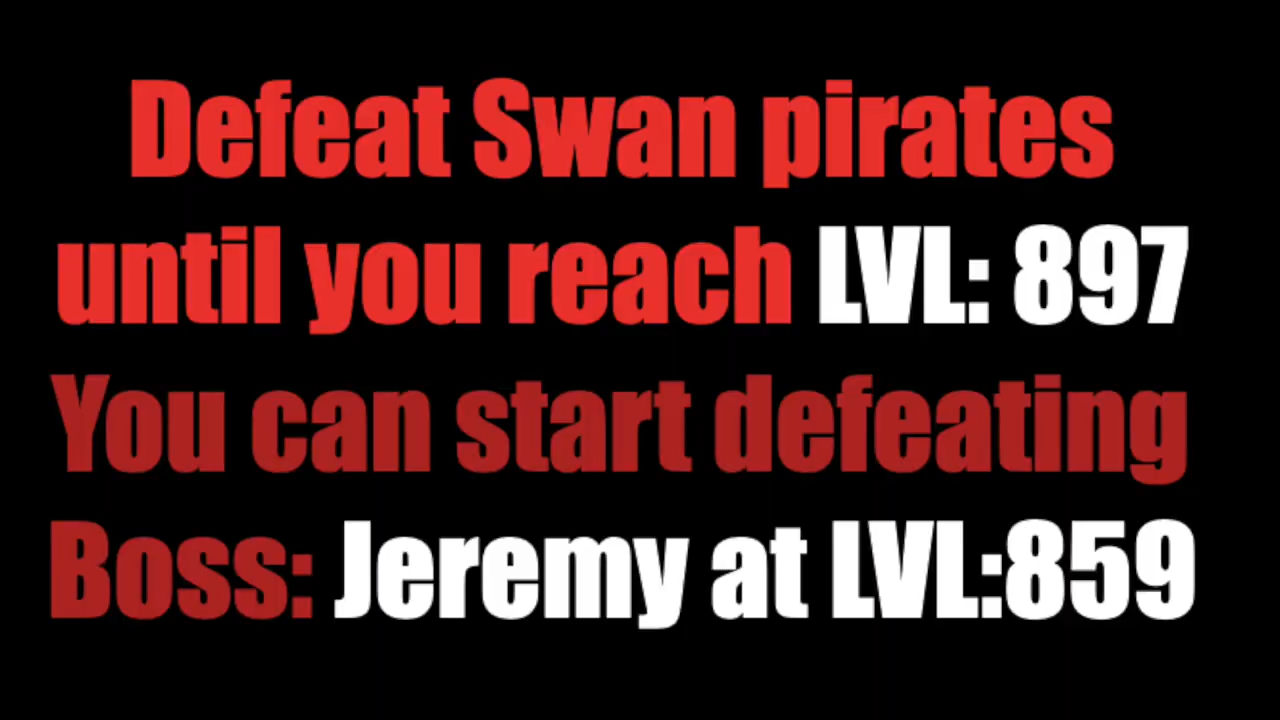 Defeat Swan pirates
until you reach LVL: 897
You can start defeating
Boss: Jeremy at LVL:859